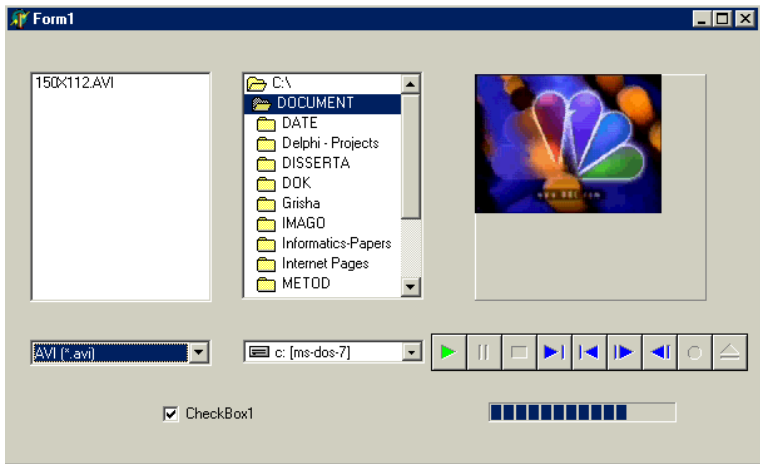 Form1
150X112.AVI
C:\
DOCUMENT
DATE
Delphi - Projects
DISSERTA
DOK
Grisha
IMAGO
Informatics-Papers
Internet Pages
METOD
AVI (*.avi)
c: [ms-dos-7]
CheckBox1